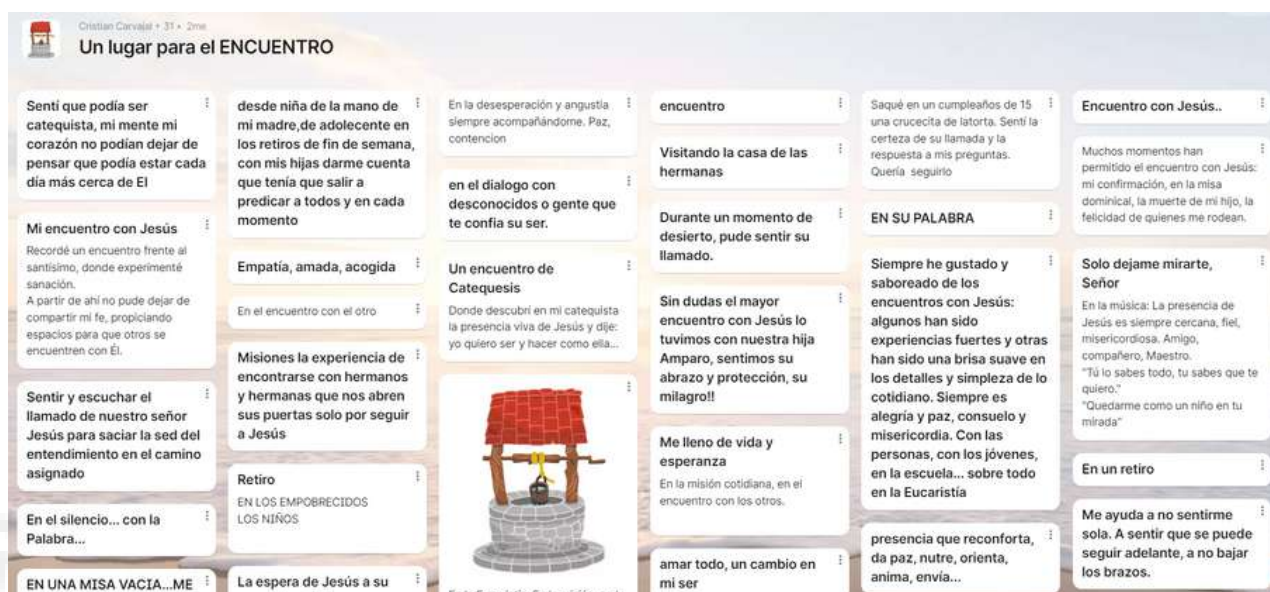 Cristian Carvajal • 31 • 2me
Un lugar para el ENCUENTRO
Sentí que podía ser
catequista, mi mente mi
corazón no podían dejar de
pensar que podía estar cada
día más cerca de El
Mi encuentro con Jesús
Recordé un encuentro frente al
santísimo, donde experimenté
sanación.
A partir de ahí no pude dejar de
compartir mi fe, propiciando
espacios para que otros se
encuentren con Él.
Sentir y escuchar el
llamado de nuestro señor
Jesús para saciar la sed del
entendimiento en el camino
asignado
En el silencio... con la
Palabra...
EN UNA MISA VACIA...ME
desde niña de la mano de
mi madre,de adolecente en
los retiros de fin de semana,
con mis hijas darme cuenta
que tenía que salir a
predicar a todos y en cada
momento
Empatía, amada, acogida
En el encuentro con el otro
Misiones la experiencia de
encontrarse con hermanos
y hermanas que nos abren
sus puertas solo por seguir
a Jesús
Retiro
EN LOS EMPOBRECIDOS
LOS NIÑOS
La espera de Jesús a su
En la desesperación y angustia
siempre acompañándome. Paz,
contencion
en el dialogo con
desconocidos o gente que
te confia su ser.
Un encuentro de
Catequesis
Donde descubrí en mi catequista
la presencia viva de Jesús y dije:
yo quiero ser y hacer como ella...
encuentro
Visitando la casa de las
hermanas
Durante un momento de
desierto, pude sentir su
llamado.
Sin dudas el mayor
encuentro con Jesús lo
tuvimos con nuestra hija
Amparo, sentimos su
abrazo y protección, su
milagro!!
Me lleno de vida y
esperanza
En la misión cotidiana, en el
encuentro con los otros.
amar todo, un cambio en
mi ser
Saqué en un cumpleaños de 15
una crucecita de latorta. Sentí la
certeza de su llamada y la
respuesta a mis preguntas.
Quería seguirlo
EN SU PALABRA
Siempre he gustado y
saboreado de los
encuentros con Jesús:
algunos han sido
experiencias fuertes y otras
han sido una brisa suave en
los detalles y simpleza de lo
cotidiano. Siempre es
alegría y paz, consuelo y
misericordia. Con las
personas, con los jóvenes,
en la escuela... sobre todo
en la Eucaristía
presencia que reconforta,
da paz, nutre, orienta,
anima, envía...
Encuentro con Jesús..
Muchos momentos han
permitido el encuentro con Jesús:
mi confirmación, en la misa
dominical, la muerte de mi hijo, la
felicidad de quienes me rodean.
Solo dejame mirarte,
Señor
En la música: La presencia de
Jesús es siempre cercana, fiel,
misericordiosa. Amigo,
compañero, Maestro.
"Tú lo sabes todo, tu sabes que te
quiero."
"Quedarme como un niño en tu
mirada"
En un retiro
Me ayuda a no sentirme
sola. A sentir que se puede
seguir adelante, a no bajar
los brazos.